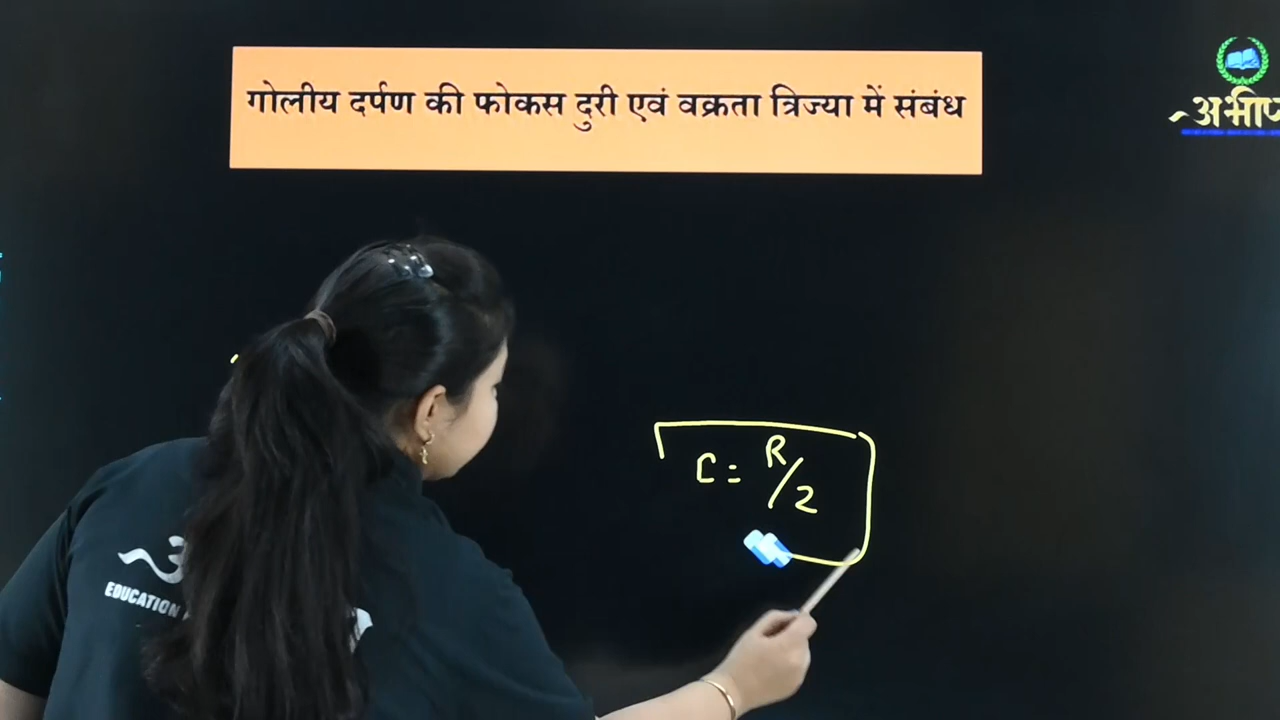 गोलीय दर्पण की फोकस दुरी एवं वक्रता त्रिज्या में संबंध
C = R/2
EDUCATION